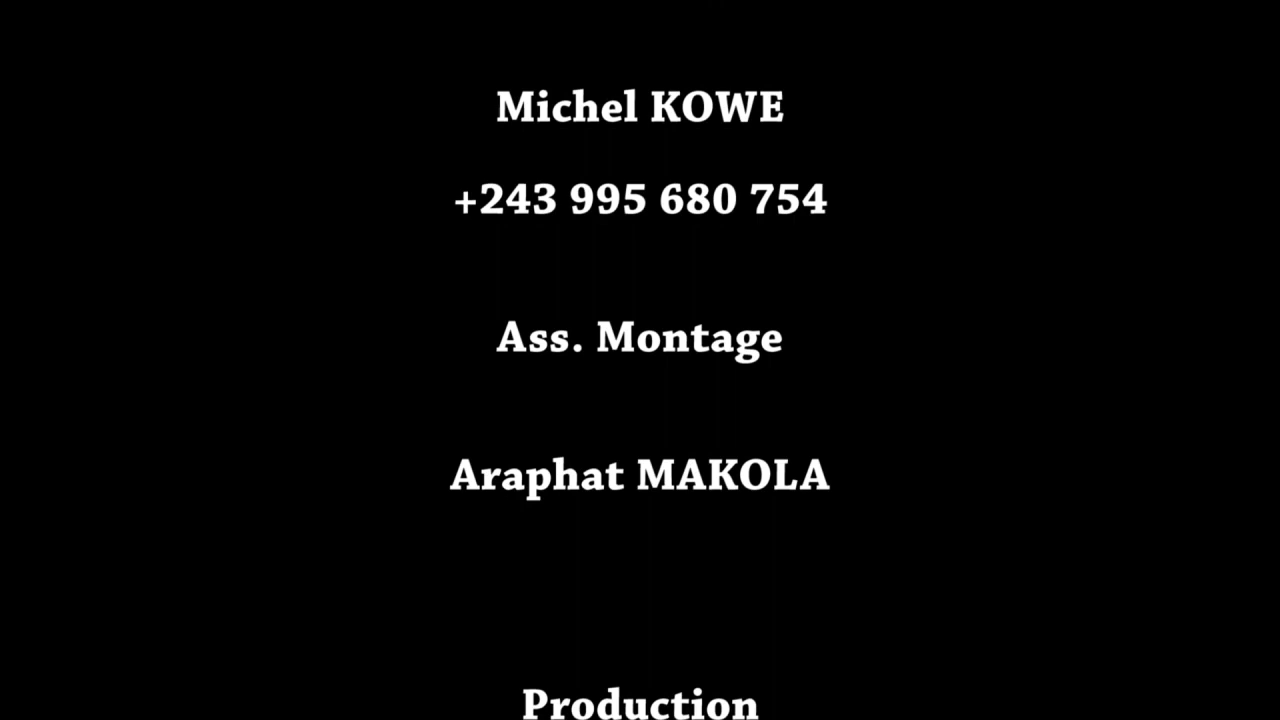 Michel KOWE
+243 995 680 754
Ass. Montage
Araphat MAKOLA
Production